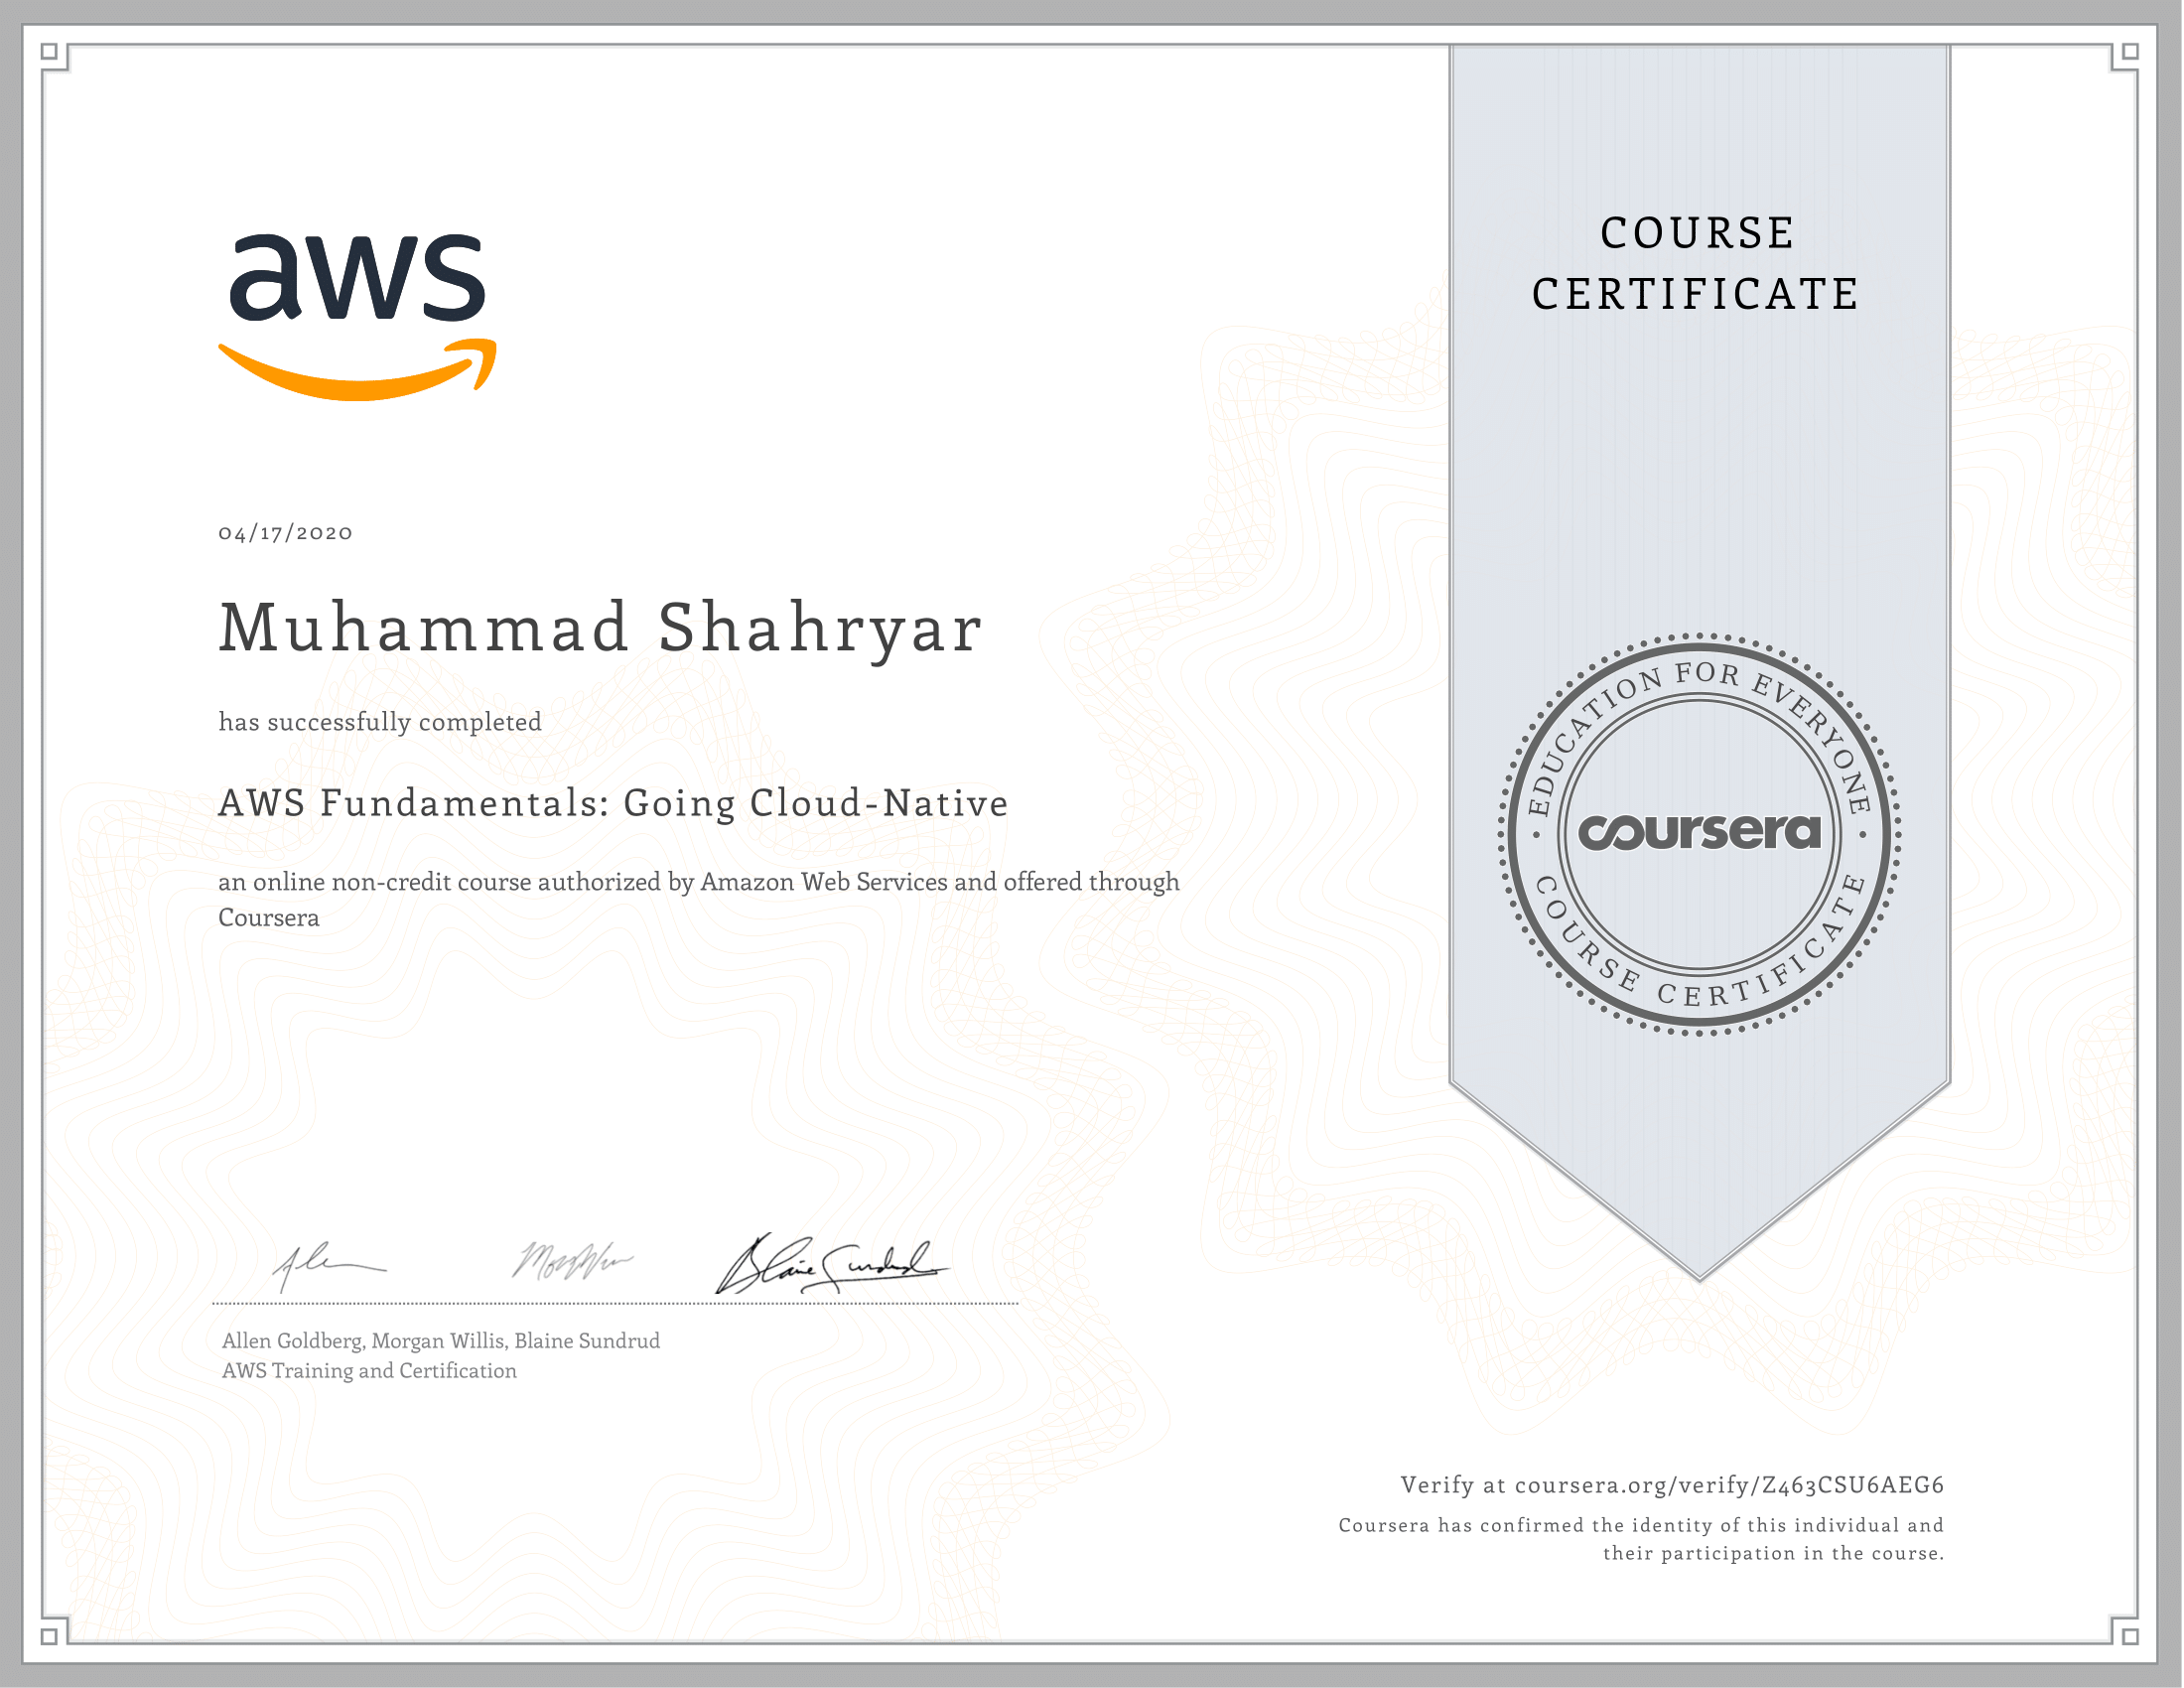 aws
COURSE
CERTIFICATE
04/17/2020
Muhammad Shahryar
has successfully completed
AWS Fundamentals: Going Cloud-Native
an online non-credit course authorized by Amazon Web Services and offered through
Coursera
EDUCATION FOR EVERYONE
coursera
COURSE CERTIFICATE
Allen Goldberg, Morgan Willis, Blaine Sundrud
AWS Training and Certification
Verify at coursera.org/verify/Z463CSU6AEG6
Coursera has confirmed the identity of this individual and
their participation in the course.